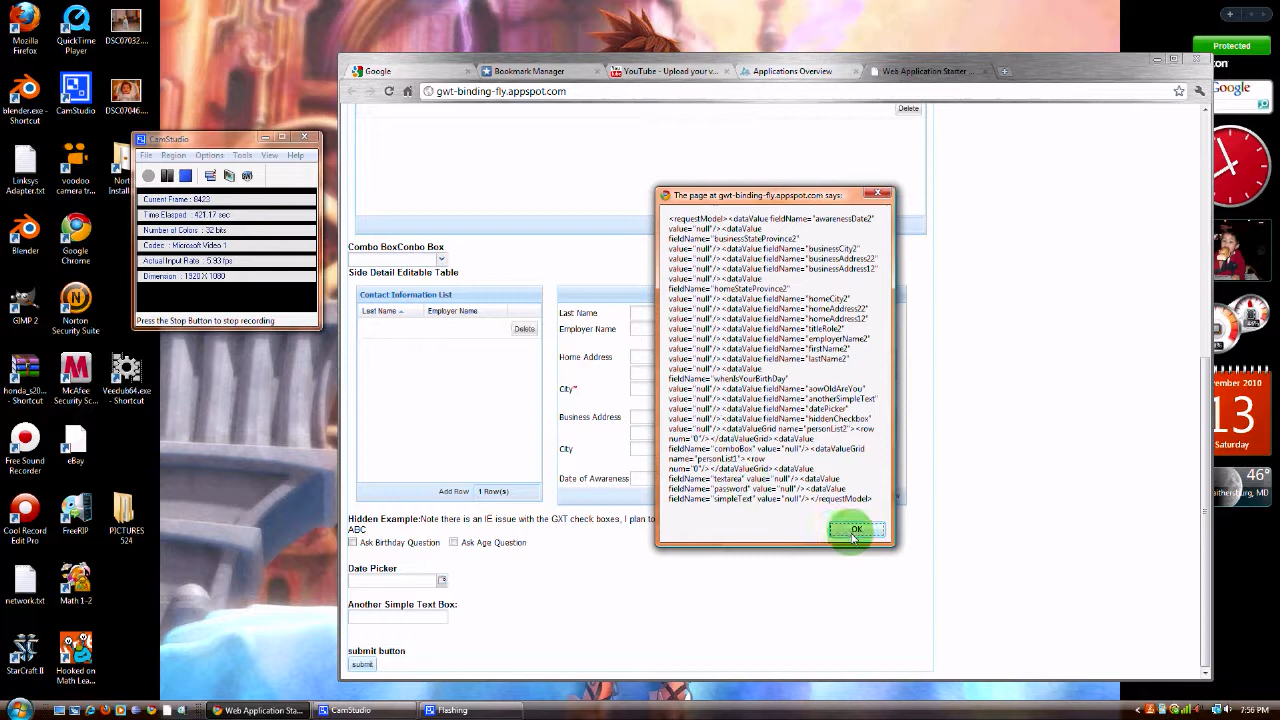 Mozilla
Firefox
QuickTime
Player
DSC07032....
blender.exe -
Shortcut
CamStudio
DSC07046....
Linksys
Adapter.txt
voodoo
camera tr...
Nort
Install
Blender
Google
Chrome
GIMP 2
Norton
Security Suite
honda_s20...
- Shortcut
McAfee
Security Sc...
Veedub64.exe
- Shortcut
Free Sound
Recorder
eBay
Cool Record
Edit Pro
FreeRIP
PICTURES
524
network.txt
Math 1-2
StarCraft II
Hooked on
Math Lea...
CamStudio
File Region Options Tools View Help
Current Frame : 8423
Time Elapsed : 421.17 sec
Number of Colors : 32 bits
Codec : Microsoft Video 1
Actual Input Rate : 5.93 fps
Dimension : 1920 X 1080
Press the Stop Button to stop recording
Google
Bookmark Manager
YouTube - Upload your v...
Applications Overview
Web Application Starter ...
gwt-binding-fly.appspot.com
Delete
Combo BoxCombo Box
Side Detail Editable Table
Contact Information List
Last Name
Employer Name
Delete
Add Row
1 Row(s)
Last Name
Employer Name
Home Address
City*
Business Address
City
Date of Awareness
Hidden Example:Note there is an IE issue with the GXT check boxes, I plan to
ABC
Ask Birthday Question
Ask Age Question
Date Picker
Another Simple Text Box:
submit button
submit
The page at gwt-binding-fly.appspot.com says:
<requestModel><dataValue fieldName="awarenessDate2"
value="null"/><dataValue
fieldName="businessStateProvince2"
value="null"/><dataValue fieldName="businessCity2"
value="null"/><dataValue fieldName="businessAddress22"
value="null"/><dataValue fieldName="businessAddress12"
value="null"/><dataValue
fieldName="homeStateProvince2"
value="null"/><dataValue fieldName="homeCity2"
value="null"/><dataValue fieldName="homeAddress22"
value="null"/><dataValue fieldName="homeAddress12"
value="null"/><dataValue fieldName="titleRole2"
value="null"/><dataValue fieldName="employerName2"
value="null"/><dataValue fieldName="firstName2"
value="null"/><dataValue fieldName="lastName2"
value="null"/><dataValue
fieldName="whenIsYourBirthDay"
value="null"/><dataValue fieldName="aowOldAreYou"
value="null"/><dataValue fieldName="anotherSimpleText"
value="null"/><dataValue fieldName="datePicker"
value="null"/><dataValue fieldName="hiddenCheckbox"
value="null"/><dataValueGrid name="personList2"><row
num="0"/></dataValueGrid><dataValue
fieldName="comboBox" value="null"/><dataValueGrid
name="personList1"><row
num="0"/></dataValueGrid><dataValue
fieldName="textarea" value="null"/><dataValue
fieldName="password" value="null"/><dataValue
fieldName="simpleText" value="null"/></requestModel>
OK
Protected
Google
vember 2010
13
Saturday
46°
aithersburg, MD
Web Application Sta...
CamStudio
Flashing
7:56 PM